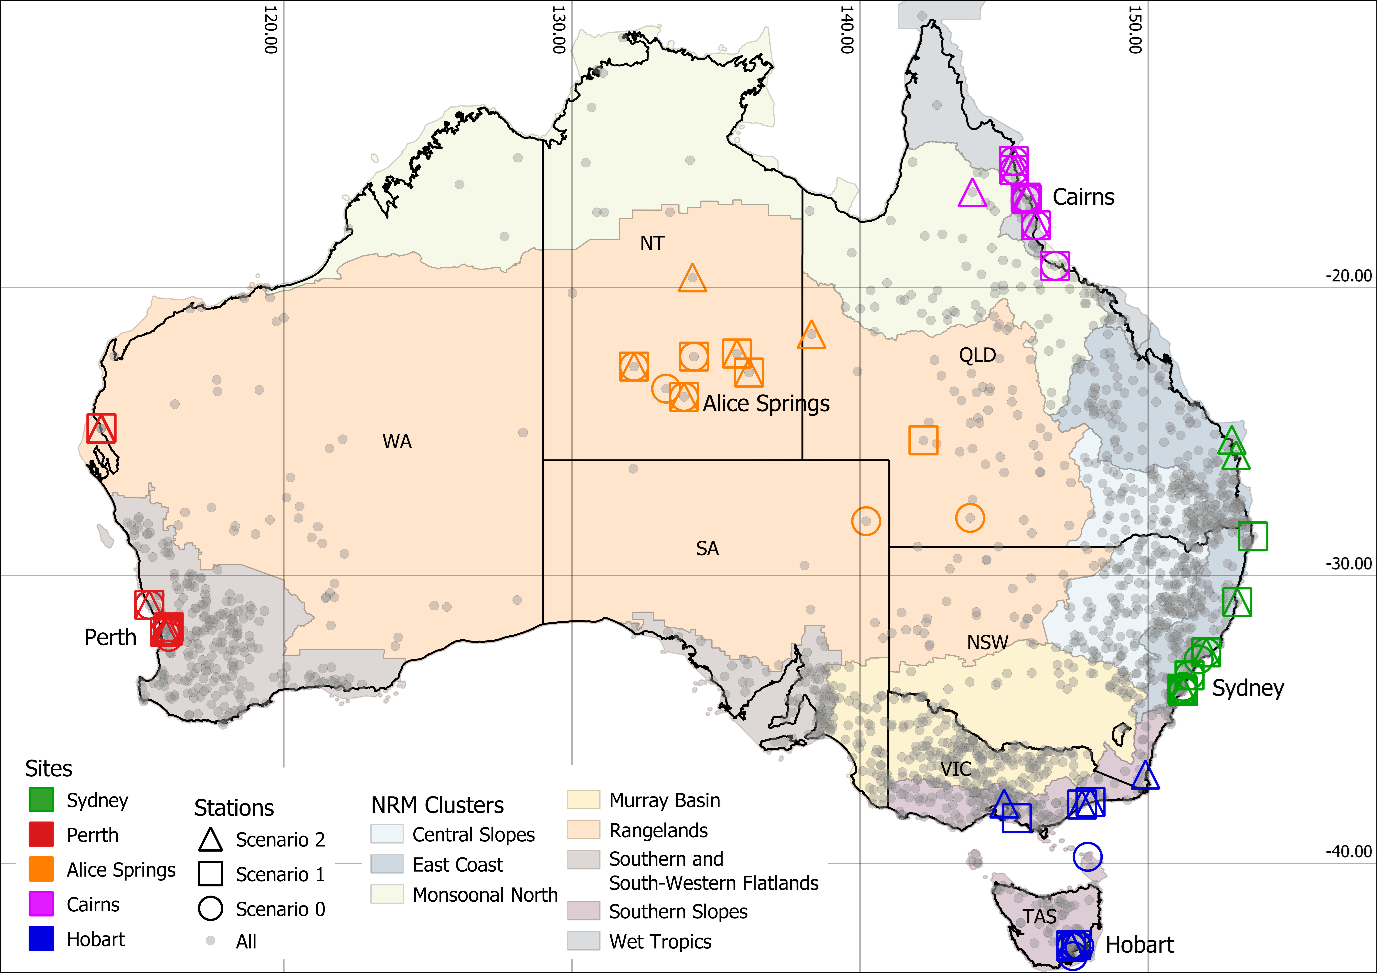 120.00
130.00
140.00
150.00
Cairns
NT
-20.00
QLD
Alice Springs
WA
SA
-30.00
NSW
Perth
Sydney
VIC
-40.00
TAS
Hobart
Sites
Sydney
Perrth
Alice Springs
Cairns
Hobart
Stations
Scenario 2
Scenario 1
Scenario 0
All
NRM Clusters
Central Slopes
East Coast
Monsoonal North
Murray Basin
Rangelands
Southern and
South-Western Flatlands
Southern Slopes
Wet Tropics